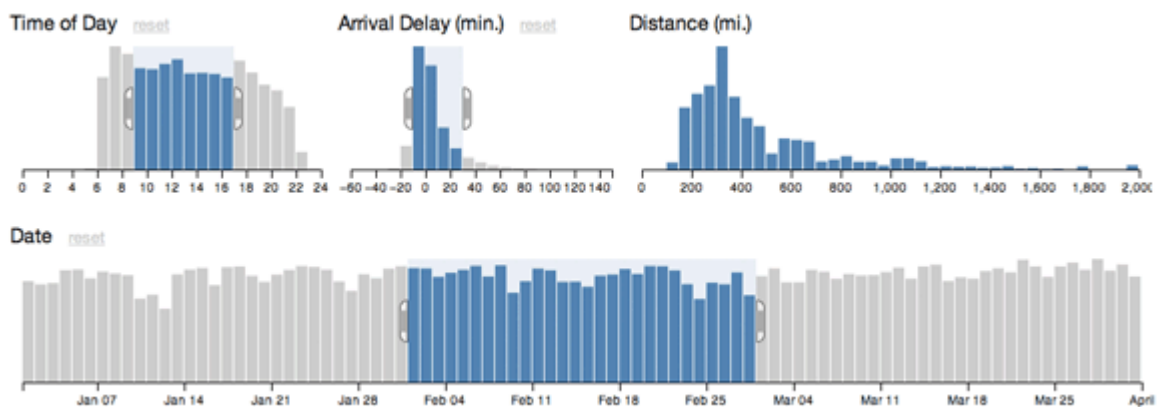 Time of Day reset
Arrival Delay (min.) reset
Distance (mi.)
0 2 4 6 8 10 12 14 16 18 20 22 24
−60 −40 −20 0 20 40 60 80 100 120 140
0 200 400 600 800 1,000 1,200 1,400 1,600 1,800 2,000
Date reset
Jan 07 Jan 14 Jan 21 Jan 28 Feb 04 Feb 11 Feb 18 Feb 25 Mar 04 Mar 11 Mar 18 Mar 25 April